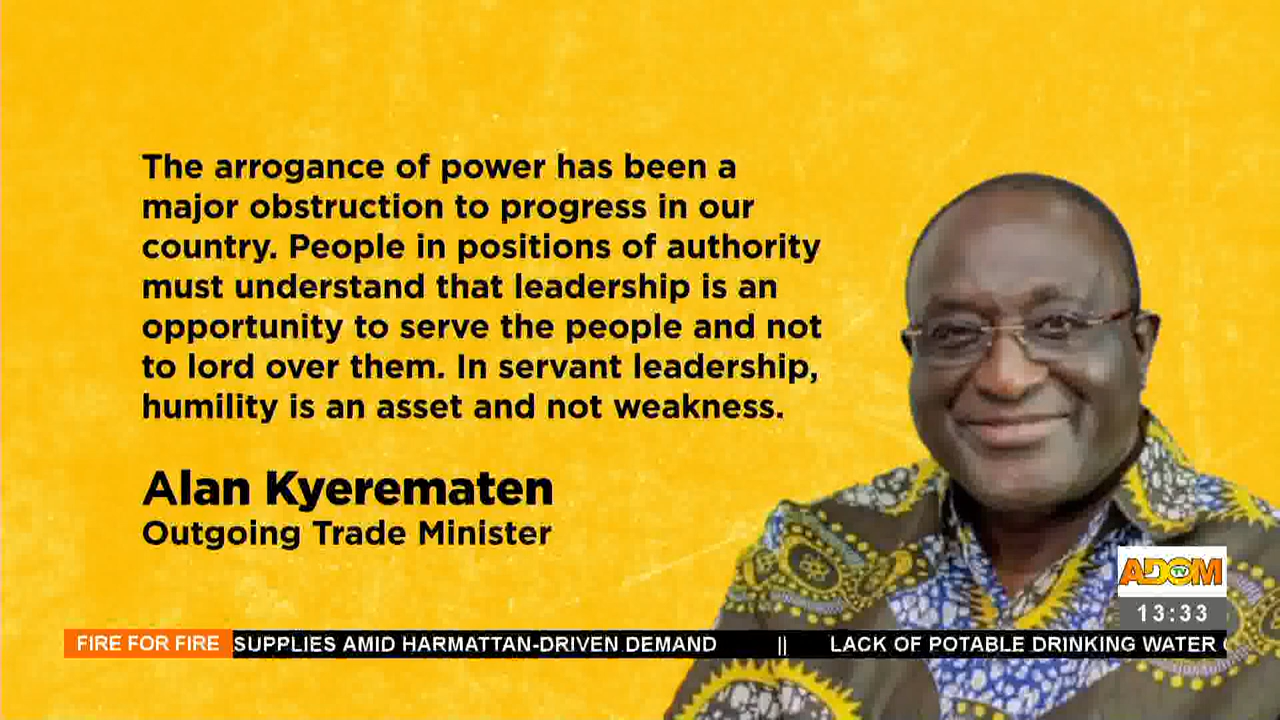 The arrogance of power has been a
major obstruction to progress in our
country. People in positions of authority
must understand that leadership is an
opportunity to serve the people and not
to lord over them. In servant leadership,
humility is an asset and not weakness.
Alan Kyerematen
Outgoing Trade Minister
ADOM
TV
13:33
FIRE FOR FIRE SUPPLIES AMID HARMATTAN-DRIVEN DEMAND || LACK OF POTABLE DRINKING WATER